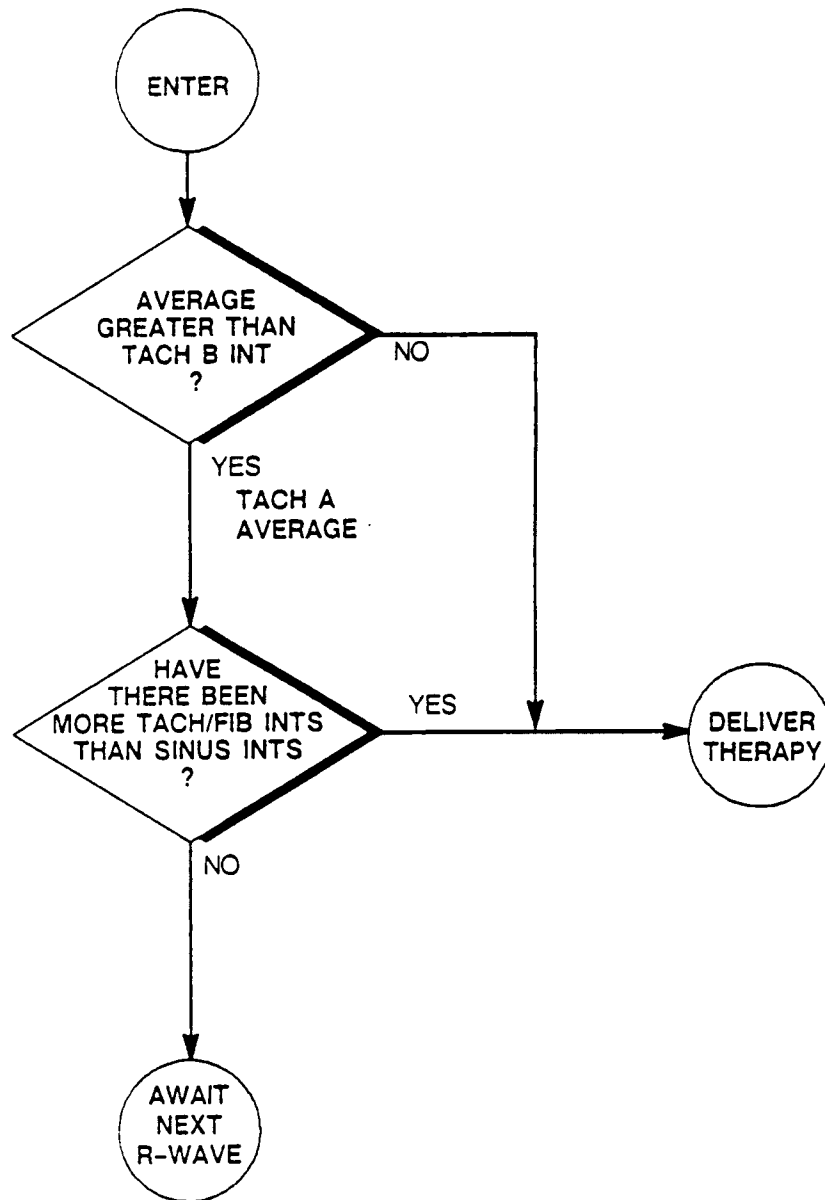 ENTER
AVERAGE
GREATER THAN
TACH B INT
?
NO
YES
TACH A
AVERAGE
HAVE
THERE BEEN
MORE TACH/FIB INTS
THAN SINUS INTS
?
YES
DELIVER
THERAPY
NO
AWAIT
NEXT
R-WAVE